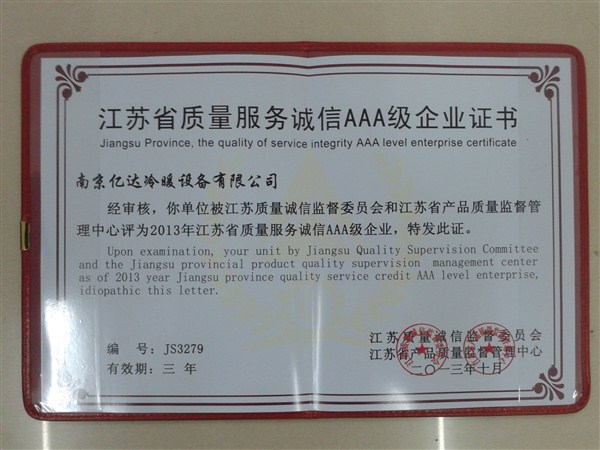 江苏省质量服务诚信AAA级企业证书
Jiangsu Province, the quality of service integrity AAA level enterprise certificate
南京亿达冷暖设备有限公司
经审核，你单位被江苏质量诚信监督委员会和江苏省产品质量监督管
理中心评为2013年江苏省质量服务诚信AAA级企业，特发此证。
Upon examination, your unit by Jiangsu Quality Supervision Committee
and the Jiangsu provincial product quality supervision management center
as of 2013 year Jiangsu province quality service credit AAA level enterprise,
idiopathic this letter.
编 号：JS3279
有效期：三 年
江苏质量诚信监督委员会
江苏省产品质量监督管理中心
二〇一三年十月